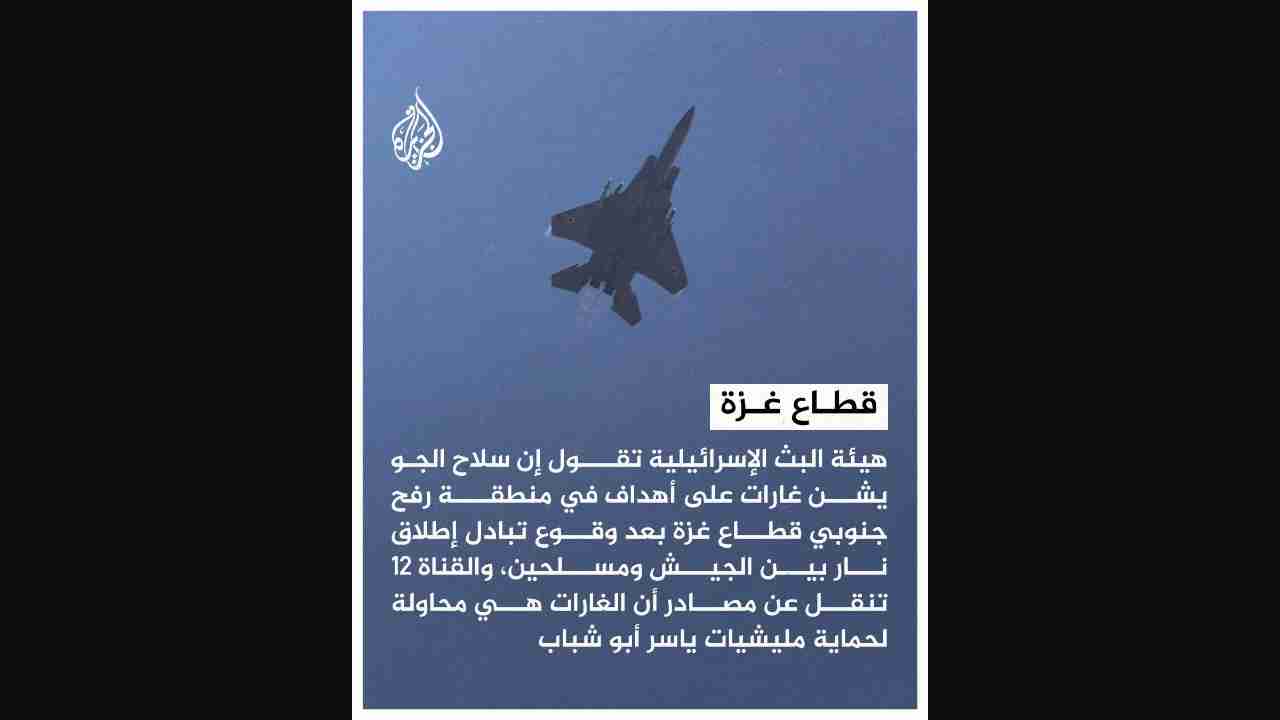 الجزيرة
قطاع غزة
هيئة البث الإسرائيلية تقول إن سلاح الجو
يشن غارات على أهداف في منطقة رفح
جنوبي قطاع غزة بعد وقوع تبادل إطلاق
نار بين الجيش ومسلحين، والقناة 12
تنقل عن مصادر أن الغارات هي محاولة
لحماية مليشيات ياسر أبو شباب